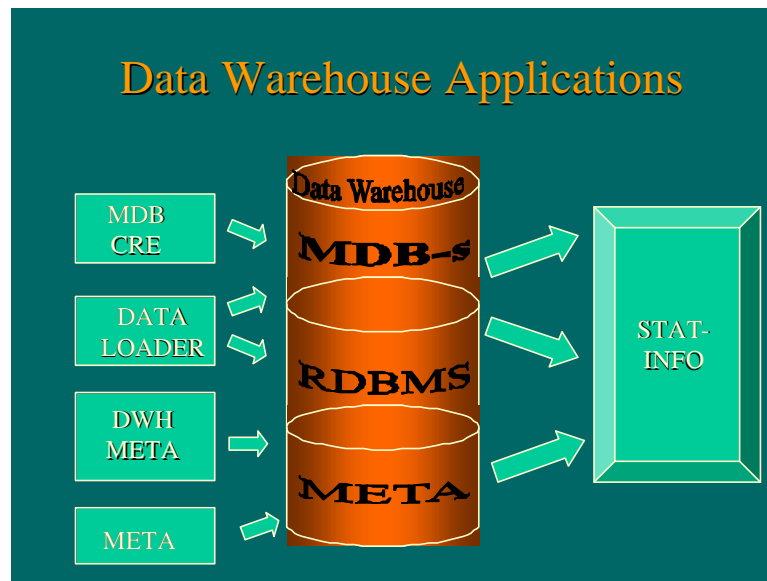 Data Warehouse Applications
MDB
CRE
DATA
LOADER
DWH
META
META
Data Warehouse
MDB-s
RDBMS
META
STAT-
INFO